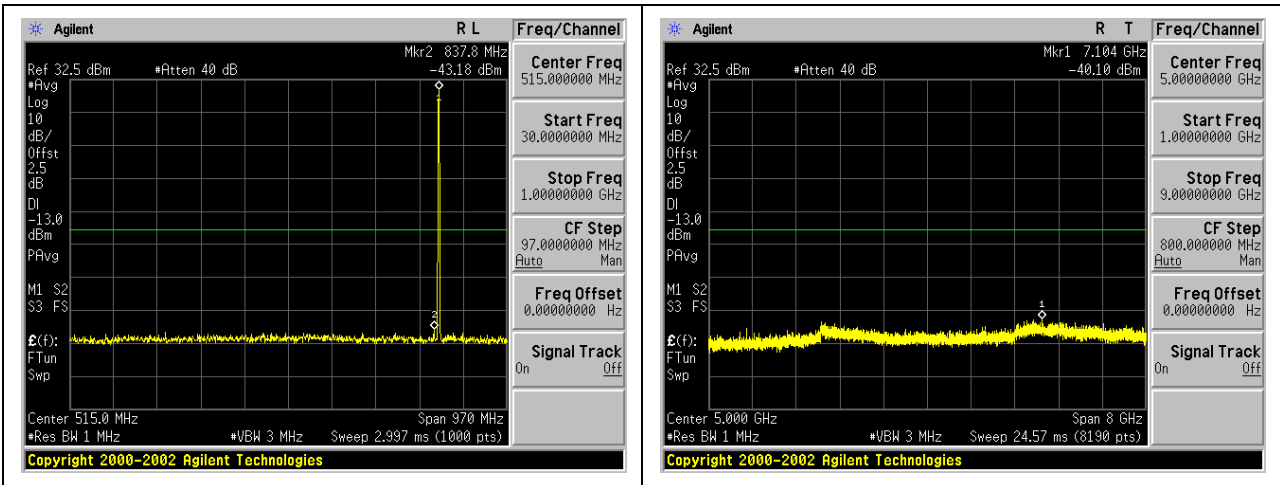 Agilent R L Freq/Channel
Mkr2 837.8 MHz
Ref 32.5 dBm #Atten 40 dB -43.18 dBm
#Avg
Log
10
dB/
Offst
2.5
dB
DI
-13.0
dBm
PAvg
M1 S2
S3 FS
£(f):
FTun
Swp
1
2
Center 515.0 MHz Span 970 MHz
#Res BW 1 MHz #VBW 3 MHz Sweep 2.997 ms (1000 pts)
Copyright 2000-2002 Agilent Technologies
Center Freq
515.000000 MHz
Start Freq
30.0000000 MHz
Stop Freq
1.00000000 GHz
CF Step
97.0000000 MHz
Auto Man
Freq Offset
0.00000000 Hz
Signal Track
On Off
Agilent R T Freq/Channel
Mkr1 7.104 GHz
Ref 32.5 dBm #Atten 40 dB -40.10 dBm
#Avg
Log
10
dB/
Offst
2.5
dB
DI
-13.0
dBm
PAvg
M1 S2
S3 FS
£(f):
FTun
Swp
1
Center 5.000 GHz Span 8 GHz
#Res BW 1 MHz #VBW 3 MHz Sweep 24.57 ms (8190 pts)
Copyright 2000-2002 Agilent Technologies
Center Freq
5.00000000 GHz
Start Freq
1.00000000 GHz
Stop Freq
9.00000000 GHz
CF Step
800.000000 MHz
Auto Man
Freq Offset
0.00000000 Hz
Signal Track
On Off